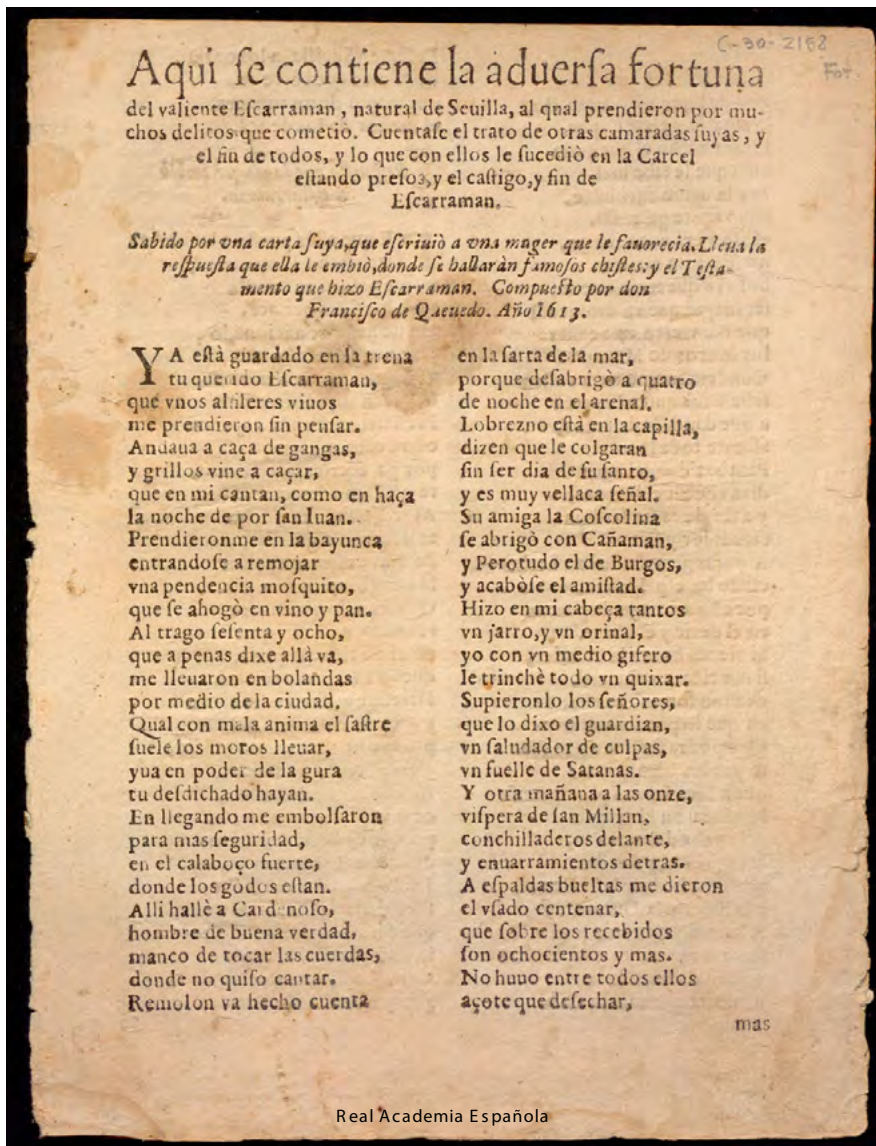 C-30-2152
For.
Aqui ſe contiene la aduerſa fortuna
del valiente Eſcarraman, natural de Seuilla, al qual prendieron por mu-
chos delitos que cometiò. Cuentaſe el trato de otras camaradas ſuyas, y
el fin de todos, y lo que con ellos le ſucediò en la Carcel
eſtando preſos, y el caſtigo, y fin de
Eſcarraman.
Sabido por vna carta ſuya, que eſcriuiò a vna muger que le fauorecia. Lleua la
reſpueſta que ella le embiò, donde ſe hallaràn famoſos chiſtes: y el Teſta-
mento que hizo Eſcarraman. Compueſto por don
Franciſco de Queuedo. Año 1613.
YA eſtà guardado en la trena
tu querido Eſcarraman,
que vnos alfileres viuos
me prendieron ſin penſar.
Andaua a caça de gangas,
y grillos vine a caçar,
que en mi cantan, como en haça
la noche de por ſan Iuan.
Prendieronme en la bayunca
entrandoſe a remojar
vna pendencia moſquito,
que ſe ahogò en vino y pan.
Al trago ſeſenta y ocho,
que a penas dixe allà va,
me lleuaron en bolandas
por medio de la ciudad.
Qual con mala anima el ſaſtre
ſuele los moros lleuar,
yua en poder de la gura
tu deſdichado hayan.
En llegando me embolſaron
para mas ſeguridad,
en el calaboço fuerte,
donde los godos eſtan.
Alli hallè a Cardenoſo,
hombre de buena verdad,
manco de tocar las cuerdas,
donde no quiſo cantar.
Remolon va hecho cuenta
en la ſarta de la mar,
porque deſabrigò a quatro
de noche en el arenal.
Lobrezno eſtà en la capilla,
dizen que le colgaran
ſin ſer dia de ſu ſanto,
y es muy vellaca ſeñal.
Su amiga la Coſcolina
ſe abrigò con Cañaman,
y Perotudo el de Burgos,
y acabòſe el amiſtad.
Hizo en mi cabeça tantos
vn jarro, y vn orinal,
yo con vn medio gifero
le trinchè todo vn quixar.
Supieronlo los ſeñores,
que lo dixo el guardian,
vn ſaludador de culpas,
vn fuelle de Satanas.
Y otra mañana a las onze,
viſpera de ſan Millan,
conchilladeros delante,
y enuarramientos detras.
A eſpaldas bueltas me dieron
el vſado centenar,
que ſobre los recebidos
ſon ochocientos y mas.
No huuo entre todos ellos
açote que deſechar,
mas
Real Academia Española